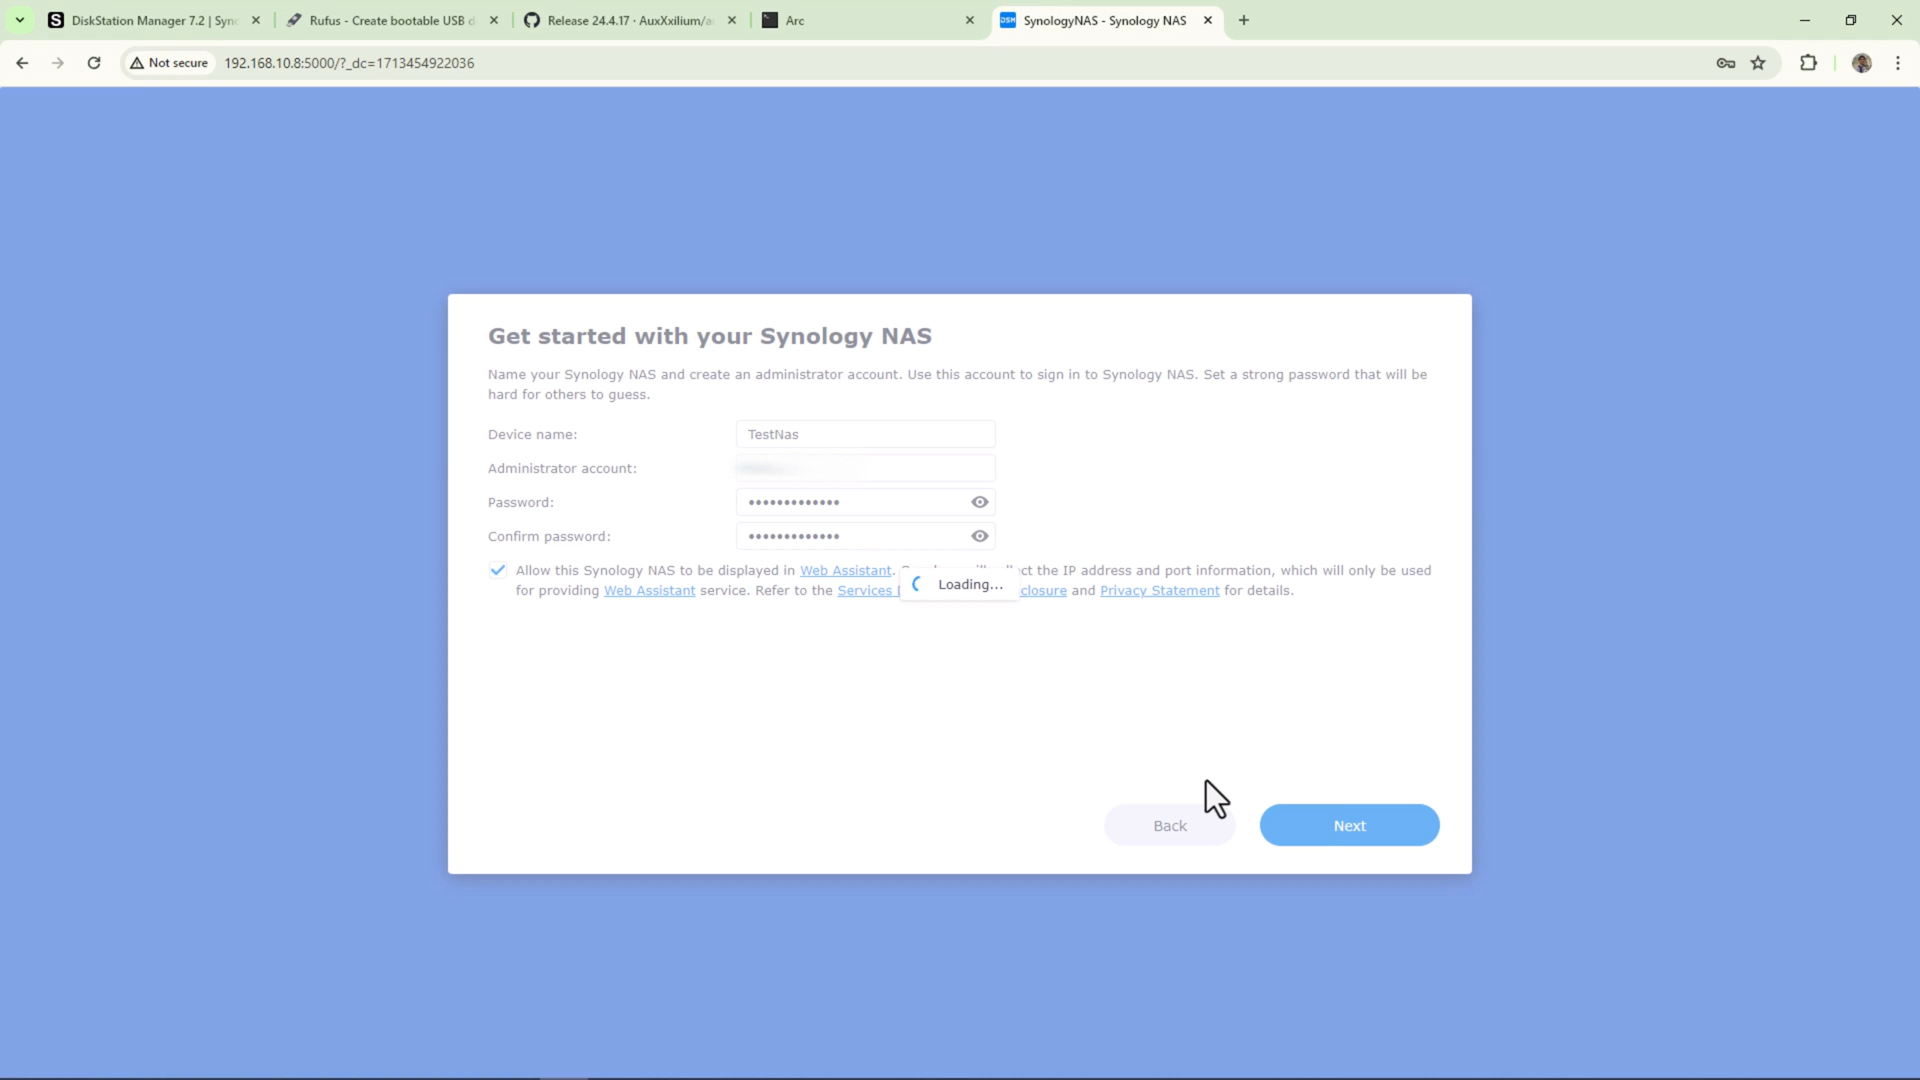 DiskStation Manager 7.2 | Syn
Rufus - Create bootable USB d
Release 24.4.17 · AuxXxilium/a
Arc
DSM
SynologyNAS - Synology NAS
Not secure
192.168.10.8:5000/?_dc=1713454922036
Get started with your Synology NAS
Name your Synology NAS and create an administrator account. Use this account to sign in to Synology NAS. Set a strong password that will be
hard for others to guess.
Device name:
TestNas
Administrator account:
Password:
•••••••••••••
Confirm password:
•••••••••••••
Allow this Synology NAS to be displayed in Web Assistant. ct the IP address and port information, which will only be used
for providing Web Assistant service. Refer to the Services closure and Privacy Statement for details.
Loading...
Back
Next